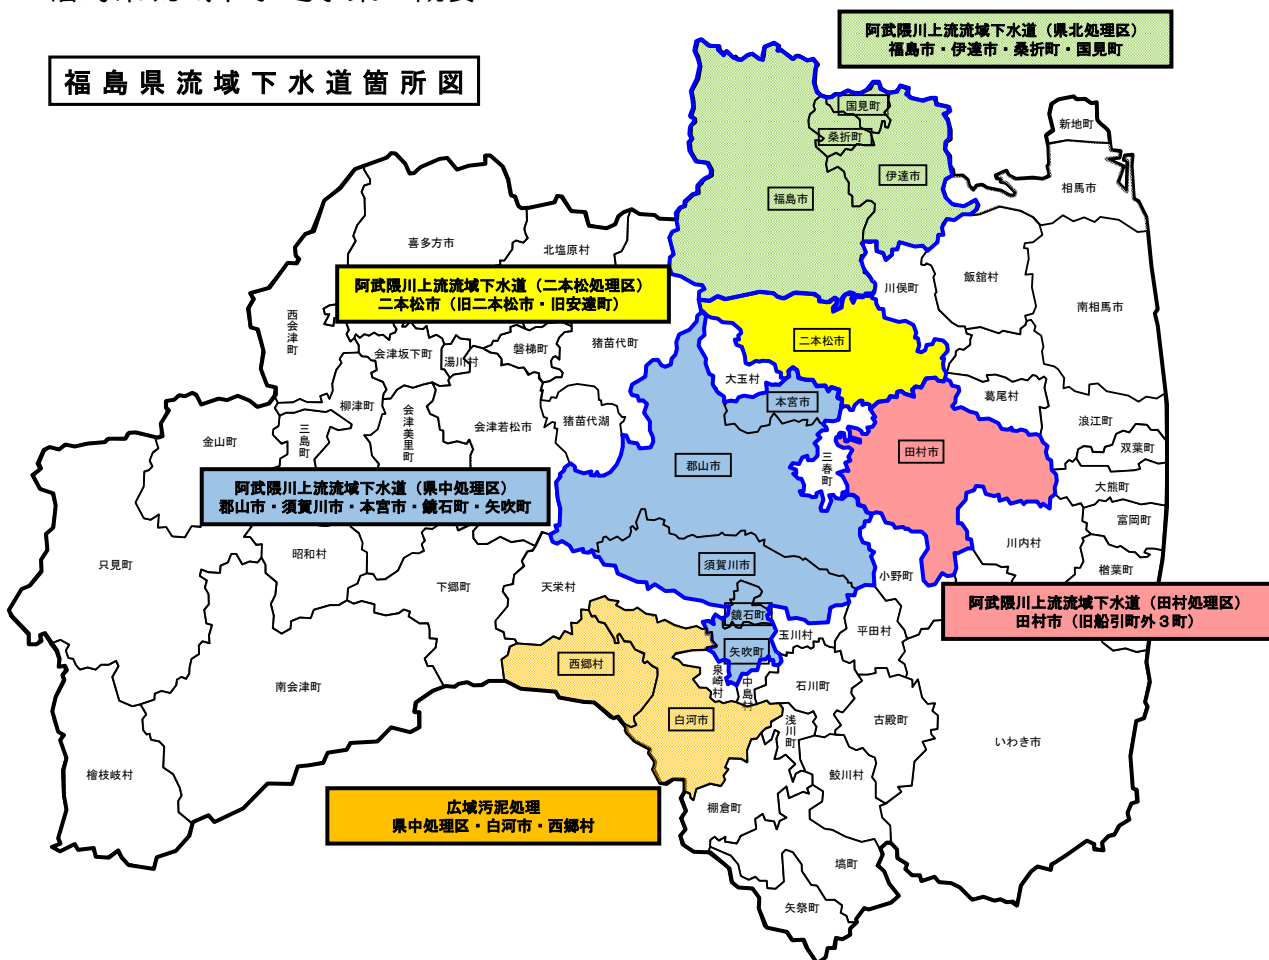 阿武隈川上流流域下水道（県北処理区）
福島市・伊達市・桑折町・国見町
福島県流域下水道箇所図
国見町
新地町
桑折町
伊達市
相馬市
福島市
喜多方市
北塩原村
飯舘村
川俣町
阿武隈川上流流域下水道（二本松処理区）
二本松市（旧二本松市・旧安達町）
南相馬市
西会津町
二本松市
猪苗代町
磐梯町
会津坂下町
湯川村
大玉村
葛尾村
本宮市
柳津町
会津美里町
猪苗代湖
浪江町
会津若松市
三島町
金山町
双葉町
田村市
郡山市
三春町
大熊町
阿武隈川上流流域下水道（県中処理区）
郡山市・須賀川市・本宮市・鏡石町・矢吹町
富岡町
川内村
昭和村
只見町
須賀川市
楢葉町
小野町
下郷町
天栄村
阿武隈川上流流域下水道（田村処理区）
田村市（旧船引町外３町）
鏡石町
平田村
玉川村
矢吹町
西郷村
泉崎村
中島村
石川町
南会津町
白河市
古殿町
浅川町
いわき市
檜枝岐村
鮫川村
広域汚泥処理
県中処理区・白河市・西郷村
棚倉町
塙町
矢祭町